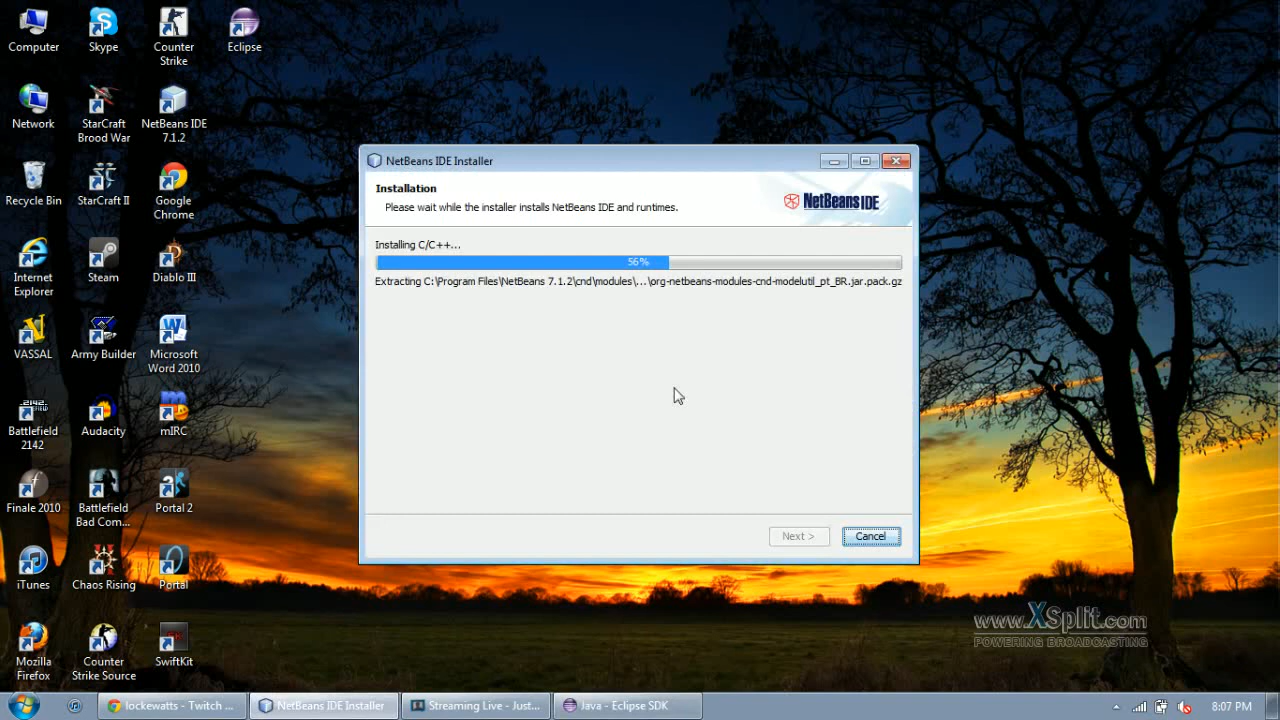 Computer
Skype
Counter
Strike
Eclipse
Network
StarCraft
Brood War
NetBeans IDE
7.1.2
Recycle Bin
StarCraft II
Google
Chrome
Internet
Explorer
Steam
Diablo III
VASSAL
Army Builder
Microsoft
Word 2010
2142
Battlefield
2142
Audacity
mIRC
Finale 2010
Battlefield
Bad Com...
Portal 2
iTunes
Chaos Rising
Portal
Mozilla
Firefox
Counter
Strike Source
SwiftKit
NetBeans IDE Installer
Installation
Please wait while the installer installs NetBeans IDE and runtimes.
NetBeans IDE
Installing C/C++...
56%
Extracting C:\Program Files\NetBeans 7.1.2\cnd\modules\...\org-netbeans-modules-cnd-modelutil_pt_BR.jar.pack.gz
Next >
Cancel
www.XSplit.com
POWERING BROADCASTING
lockewatts - Twitch ...
NetBeans IDE Installer
Streaming Live - Just...
Java - Eclipse SDK
8:07 PM